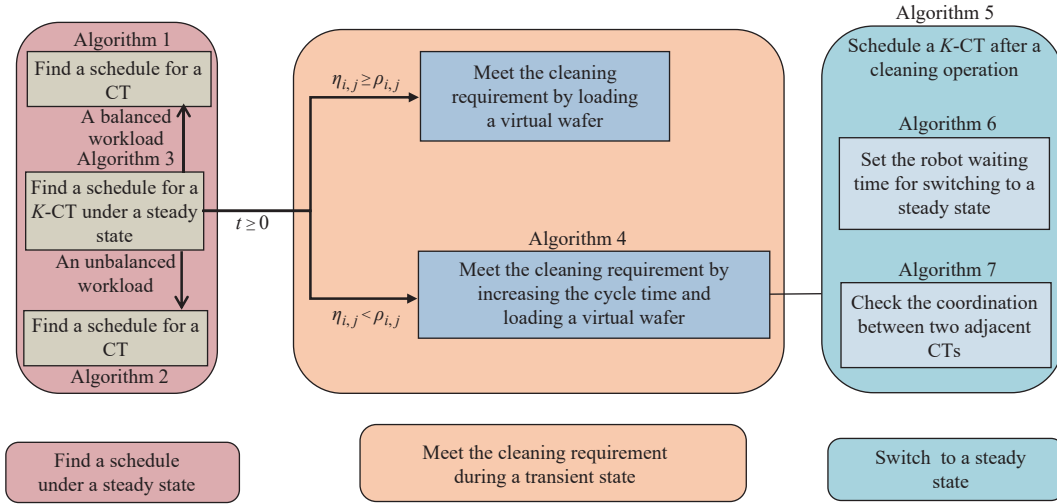 Algorithm 1
Find a schedule for a
CT
A balanced
workload
Algorithm 3
Find a schedule for a
K-CT under a steady
state
An unbalanced
workload
Find a schedule for a
CT
Algorithm 2
t ≥ 0
η_{i, j} ≥ ρ_{i, j}
Meet the cleaning
requirement by loading
a virtual wafer
Algorithm 4
Meet the cleaning requirement by
increasing the cycle time and
loading a virtual wafer
η_{i, j} < ρ_{i, j}
Algorithm 5
Schedule a K-CT after a
cleaning operation
Algorithm 6
Set the robot waiting
time for switching to a
steady state
Algorithm 7
Check the coordination
between two adjacent
CTs
Find a schedule
under a steady state
Meet the cleaning requirement
during a transient state
Switch to a steady
state